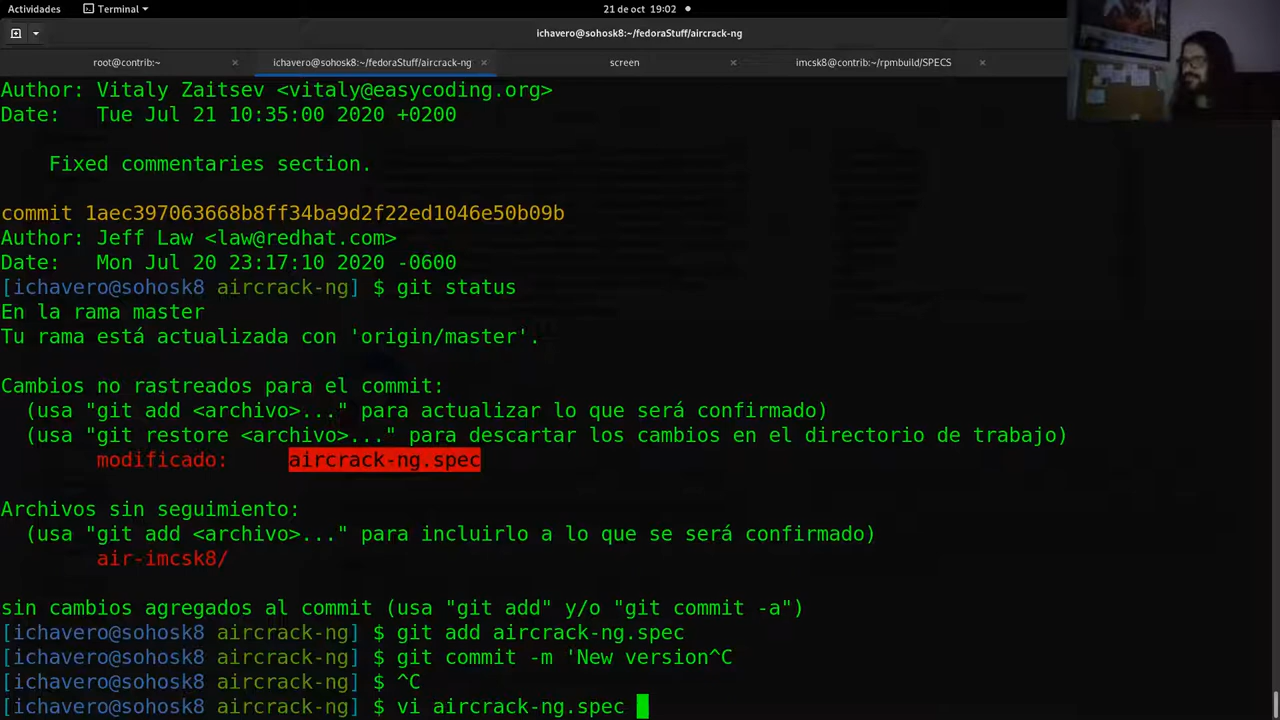 Actividades Terminal 21 de oct 19:02
ichavero@sohosk8:~/fedoraStuff/aircrack-ng
root@contrib:~ ichavero@sohosk8:~/fedoraStuff/aircrack-ng screen imcsk8@contrib:~/rpmbuild/SPECS
Author: Vitaly Zaitsev <vitaly@easycoding.org>
Date:   Tue Jul 21 10:35:00 2020 +0200
Fixed commentaries section.
commit 1aec397063668b8ff34ba9d2f22ed1046e50b09b
Author: Jeff Law <law@redhat.com>
Date:   Mon Jul 20 23:17:10 2020 -0600
[ichavero@sohosk8 aircrack-ng] $ git status
En la rama master
Tu rama está actualizada con 'origin/master'.
Cambios no rastreados para el commit:
(usa "git add <archivo>..." para actualizar lo que será confirmado)
(usa "git restore <archivo>..." para descartar los cambios en el directorio de trabajo)
modificado:     aircrack-ng.spec
Archivos sin seguimiento:
(usa "git add <archivo>..." para incluirlo a lo que se será confirmado)
air-imcsk8/
sin cambios agregados al commit (usa "git add" y/o "git commit -a")
[ichavero@sohosk8 aircrack-ng] $ git add aircrack-ng.spec
[ichavero@sohosk8 aircrack-ng] $ git commit -m 'New version^C
[ichavero@sohosk8 aircrack-ng] $ ^C
[ichavero@sohosk8 aircrack-ng] $ vi aircrack-ng.spec